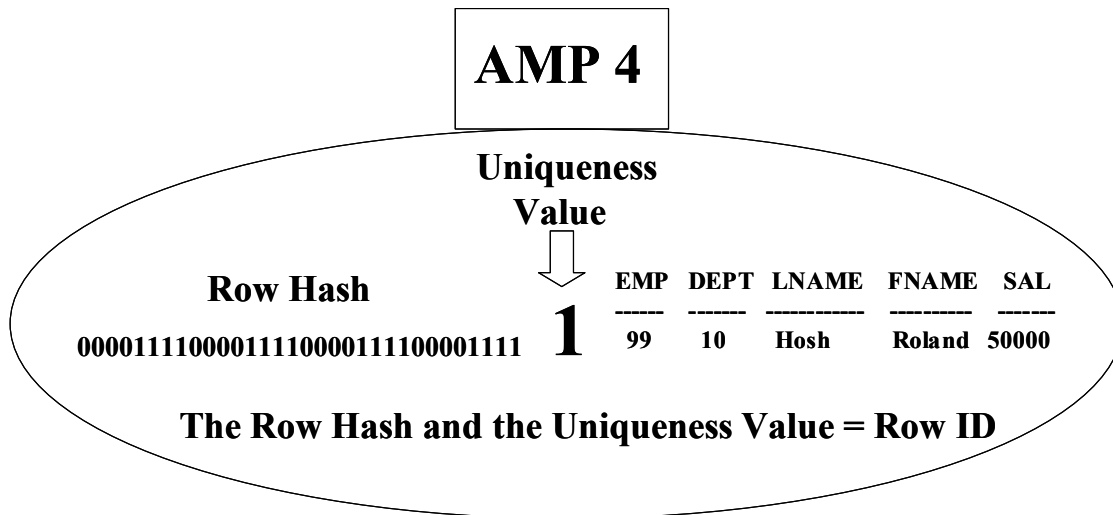 AMP 4
Uniqueness
Value
Row Hash
EMP DEPT LNAME FNAME SAL
------ ------- ------------ ---------- -------
00001111000011110000111100001111 1 99 10 Hosh Roland 50000
The Row Hash and the Uniqueness Value = Row ID